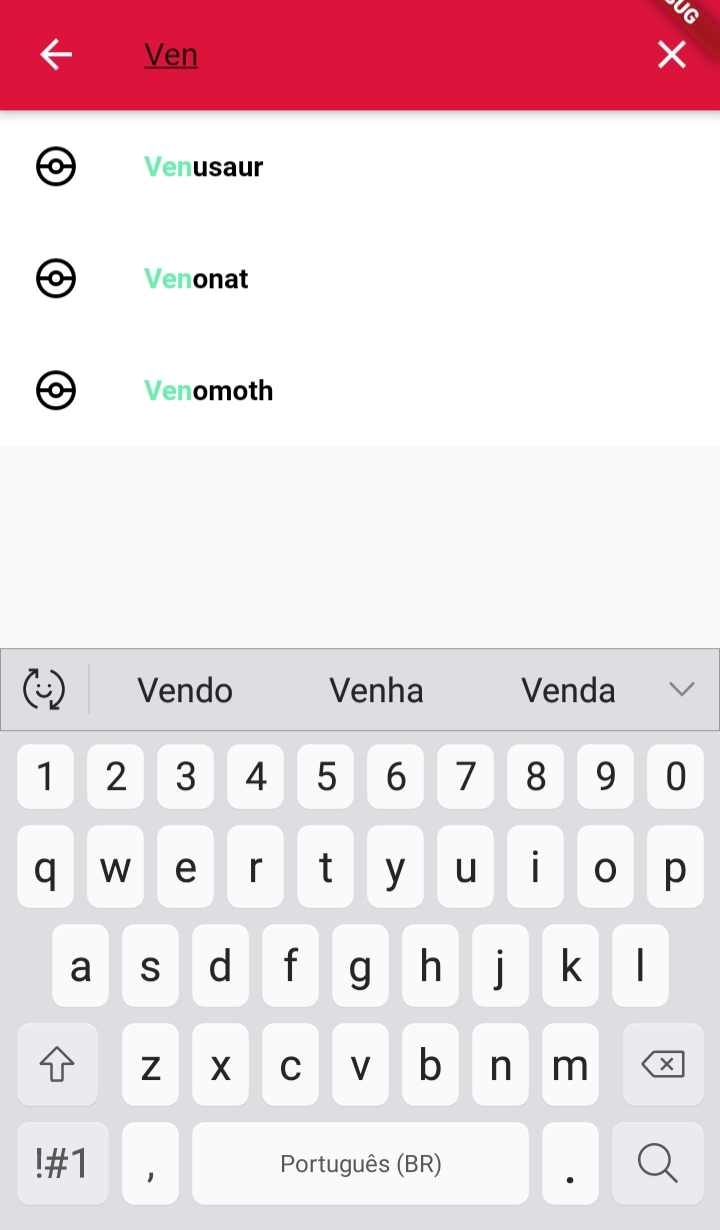 Ven
UG
Venusaur
Venonat
Venomoth
Vendo Venha Venda
1 2 3 4 5 6 7 8 9 0
q w e r t y u i o p
a s d f g h j k l
z x c v b n m
!#1 , Português (BR) .